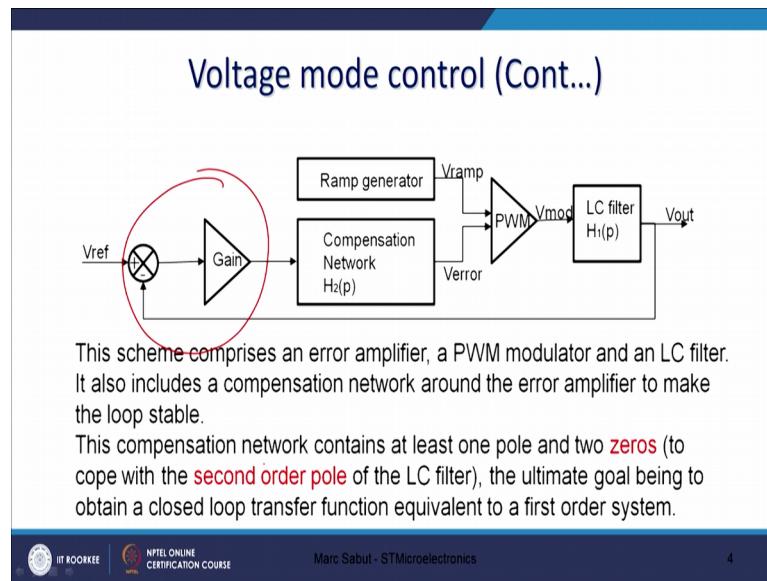 Voltage mode control (Cont...)
Ramp generator
Vramp
Vref
+
-
Gain
Compensation
Network
H2(p)
Verror
PWM
Vmod
LC filter
H1(p)
Vout
This scheme comprises an error amplifier, a PWM modulator and an LC filter.
It also includes a compensation network around the error amplifier to make
the loop stable.
This compensation network contains at least one pole and two zeros (to
cope with the second order pole of the LC filter), the ultimate goal being to
obtain a closed loop transfer function equivalent to a first order system.
IIT ROORKEE
NPTEL ONLINE
CERTIFICATION COURSE
Marc Sabut - STMicroelectronics
4